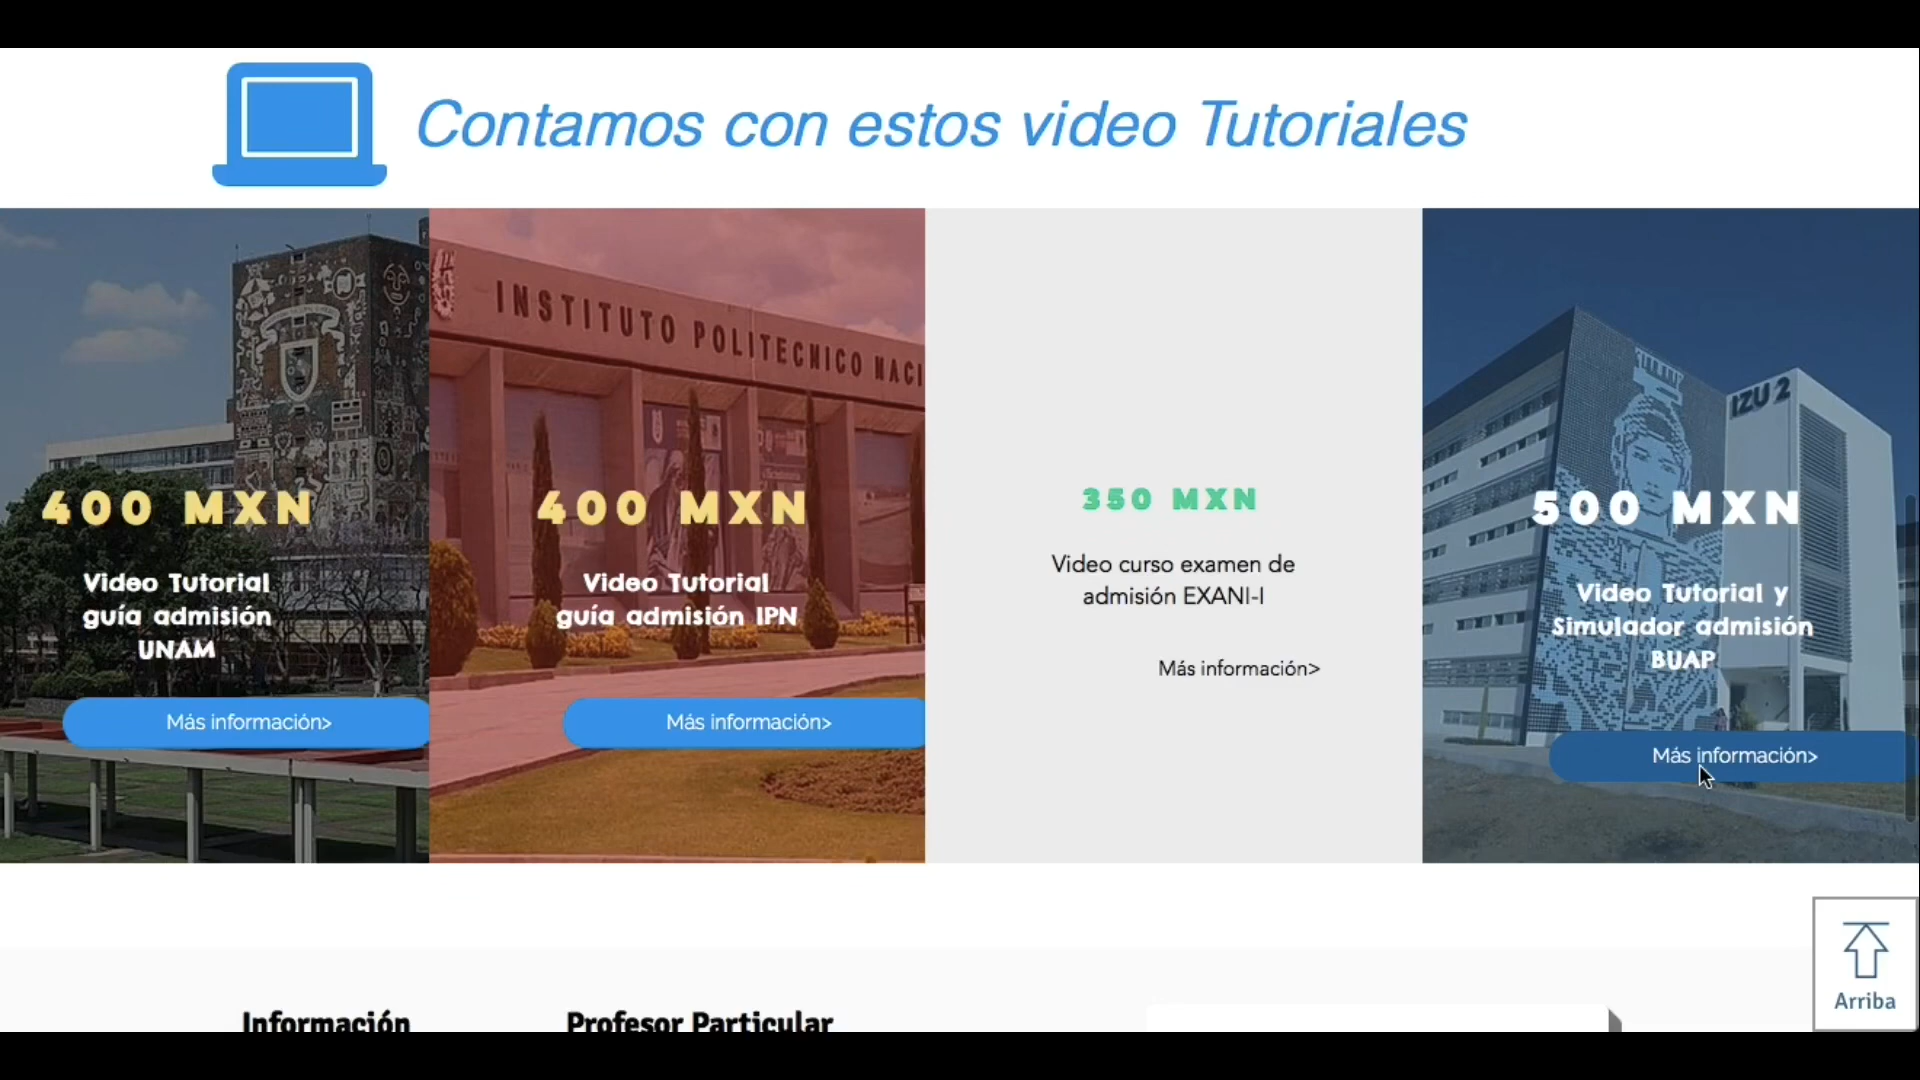 Contamos con estos video Tutoriales
INSTITUTO POLITECNICO NACI
400 MXN
Video Tutorial
guía admisión
UNAM
Más información>
400 MXN
Video Tutorial
guía admisión IPN
Más información>
350 MXN
Video curso examen de
admisión EXANI-I
Más información>
IZU 2
500 MXN
Video Tutorial y
Simulador admisión
BUAP
Más información>
Arriba
Información
Profesor Particular